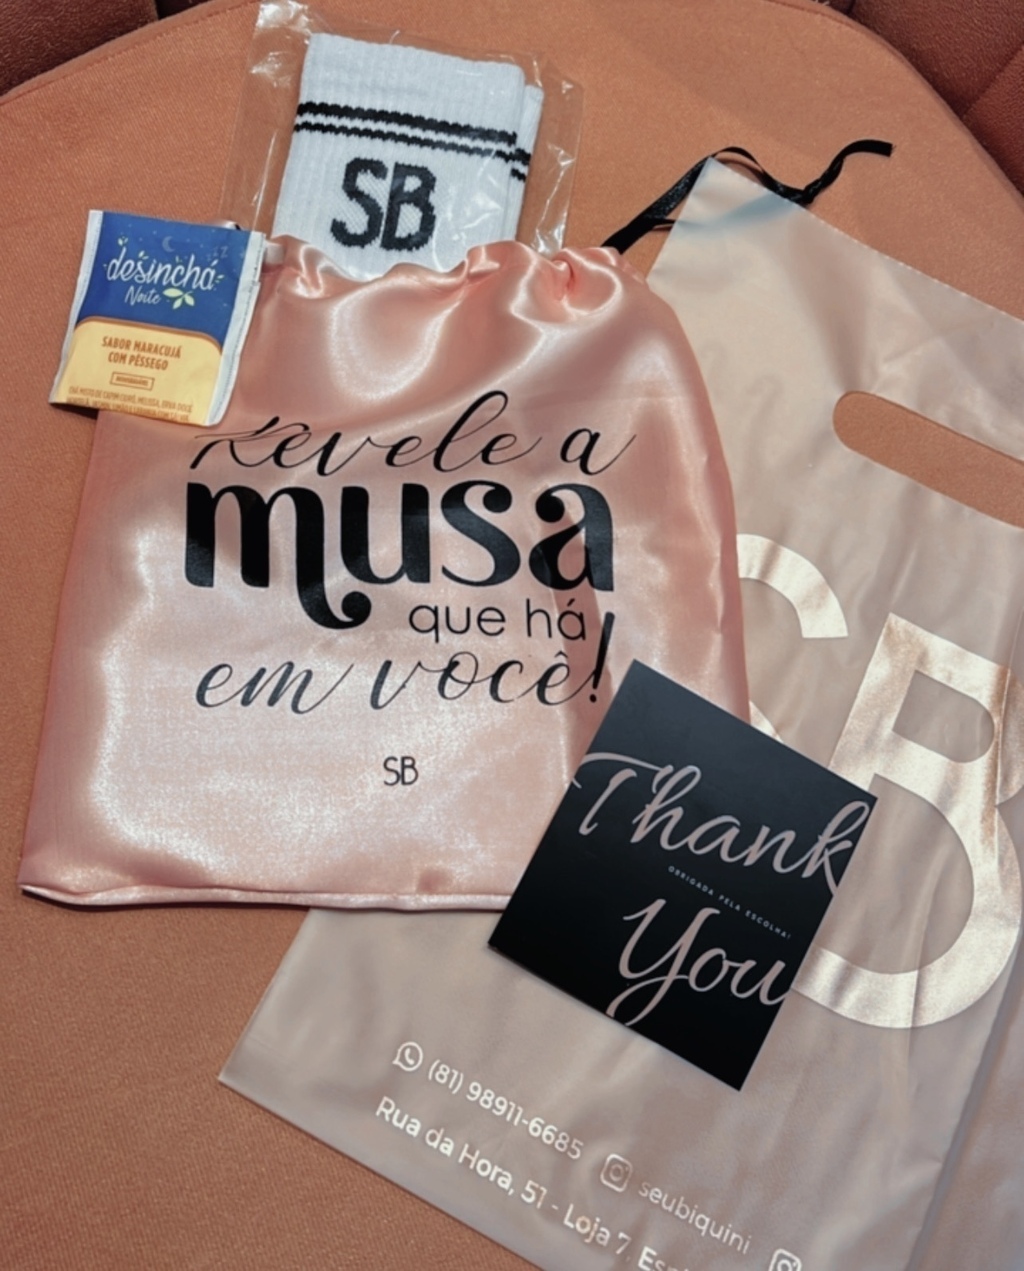 SB
desinchá
Noite
SABOR MARACUJÁ
COM PÊSSEGO
Revele a
musa
que há
em você!
SB
Thank
OBRIGADA PELA ESCOLHA!
You
SB
(81) 98911-6685
seubiquini
Rua da Hora, 51 - Loja 7,